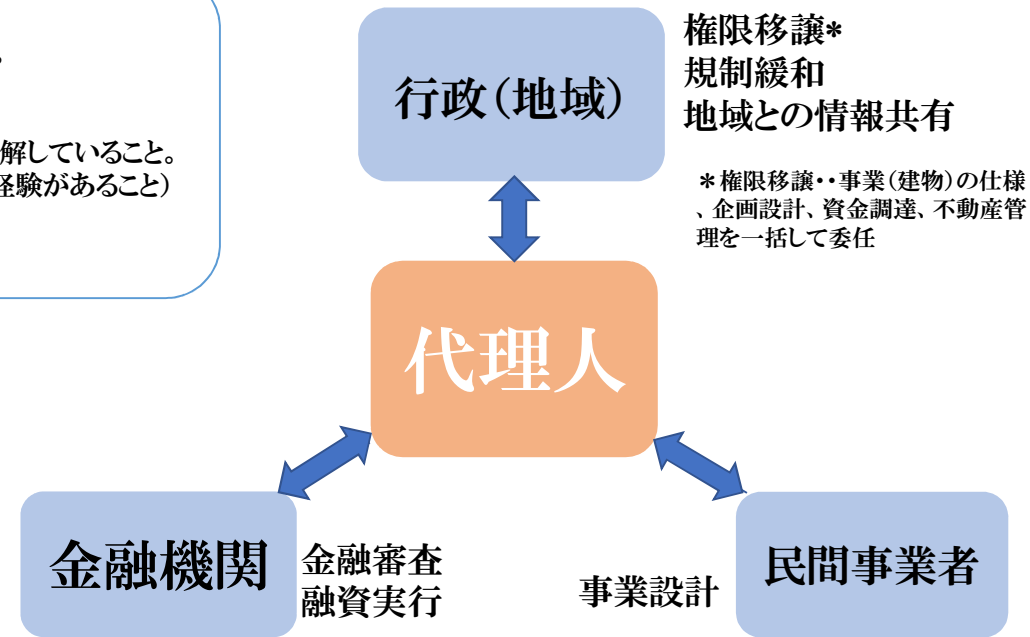 。
解していること。
経験があること）
行政（地域）
権限移譲*
規制緩和
地域との情報共有
＊権限移譲・・事業（建物）の仕様
、企画設計、資金調達、不動産管
理を一括して委任
代理人
金融機関
金融審査
融資実行
事業設計
民間事業者